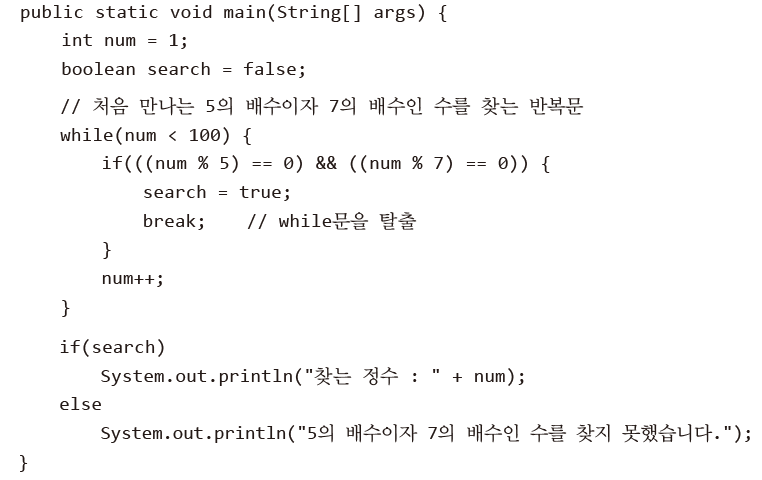 public static void main(String[] args) {
int num = 1;
boolean search = false;
// 처음 만나는 5의 배수이자 7의 배수인 수를 찾는 반복문
while(num < 100) {
if(((num % 5) == 0) && ((num % 7) == 0)) {
search = true;
break;    // while문을 탈출
}
num++;
}
if(search)
System.out.println("찾는 정수 : " + num);
else
System.out.println("5의 배수이자 7의 배수인 수를 찾지 못했습니다.");
}